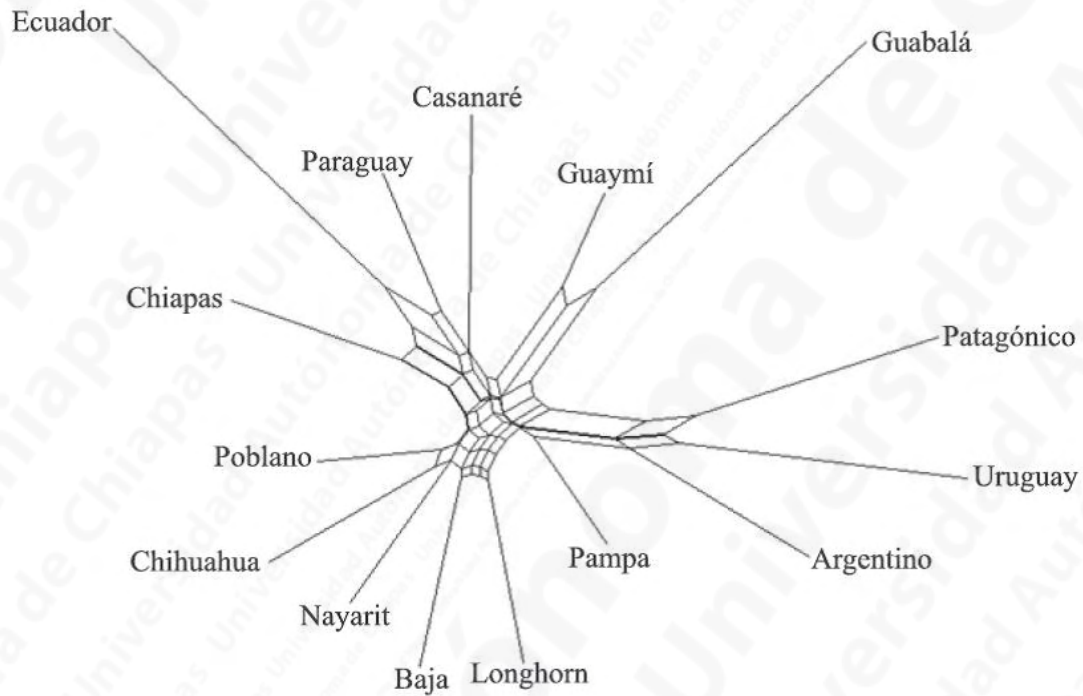 Ecuador
Guabalá
Casanaré
Paraguay
Guaymí
Chiapas
Patagónico
Poblano
Uruguay
Chihuahua
Pampa
Argentino
Nayarit
Baja
Longhorn